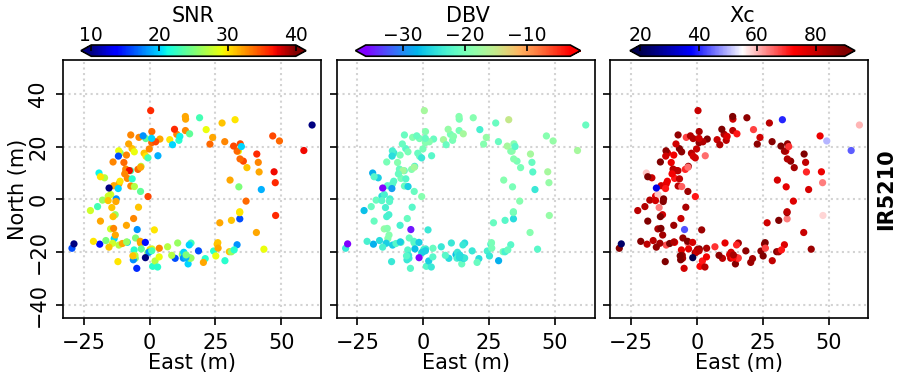 SNR DBV Xc
10 20 30 40 −30 −20 −10 20 40 60 80
North (m)
40
20
0
−20
−40
−25 0 25 50 −25 0 25 50 −25 0 25 50
East (m) East (m) East (m)
IR5210